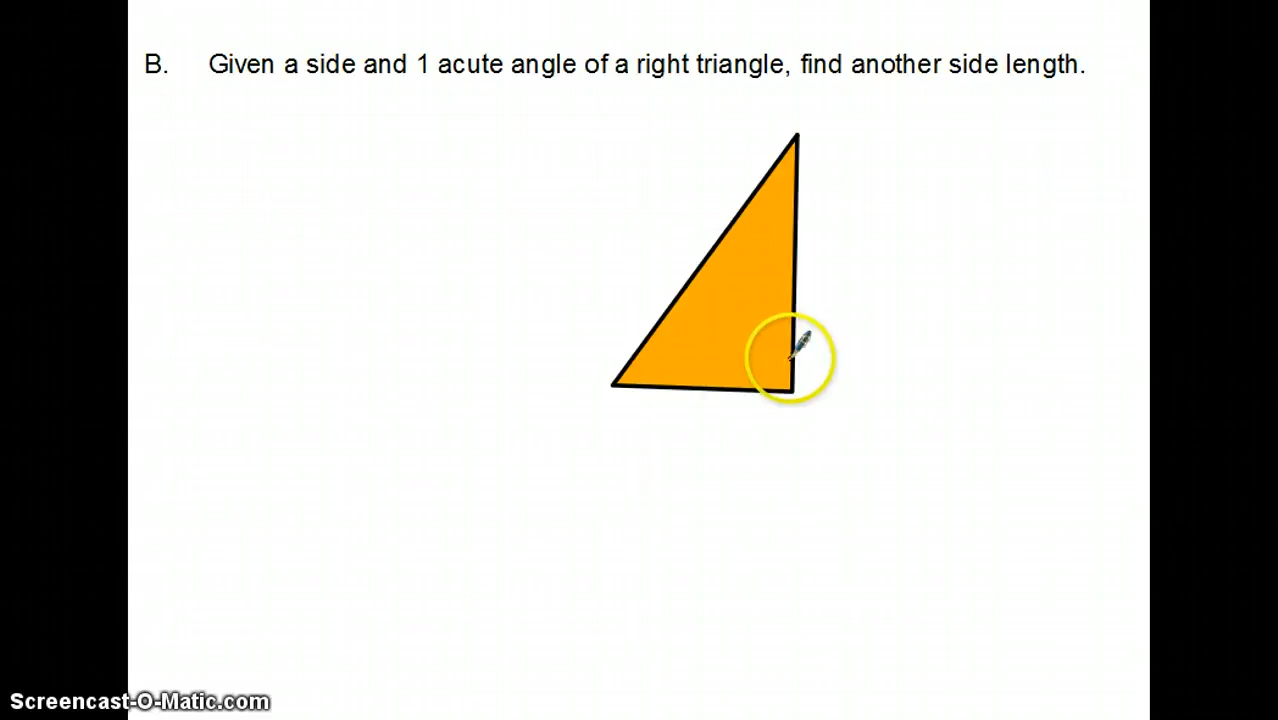 B. Given a side and 1 acute angle of a right triangle, find another side length.
Screencast-O-Matic.com